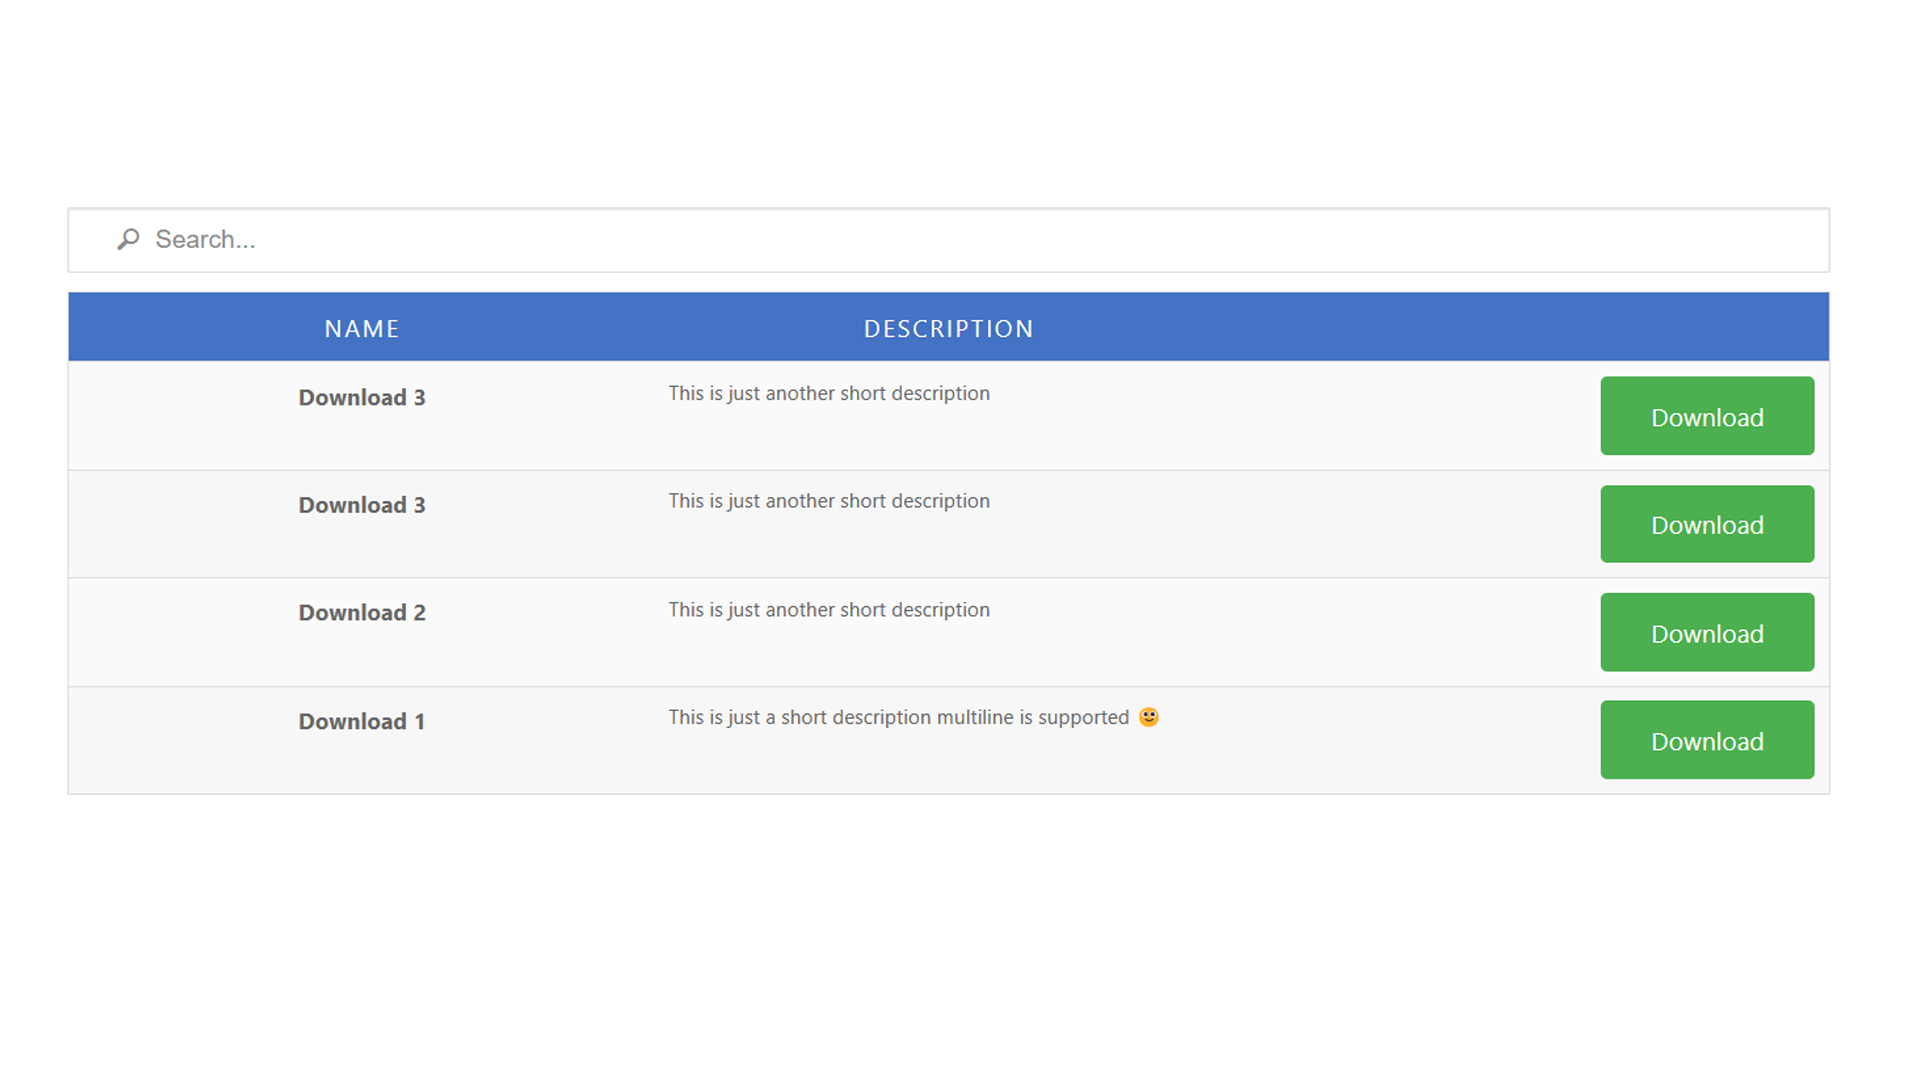 Search...
NAME DESCRIPTION
Download 3 This is just another short description Download
Download 3 This is just another short description Download
Download 2 This is just another short description Download
Download 1 This is just a short description multiline is supported 🙂 Download